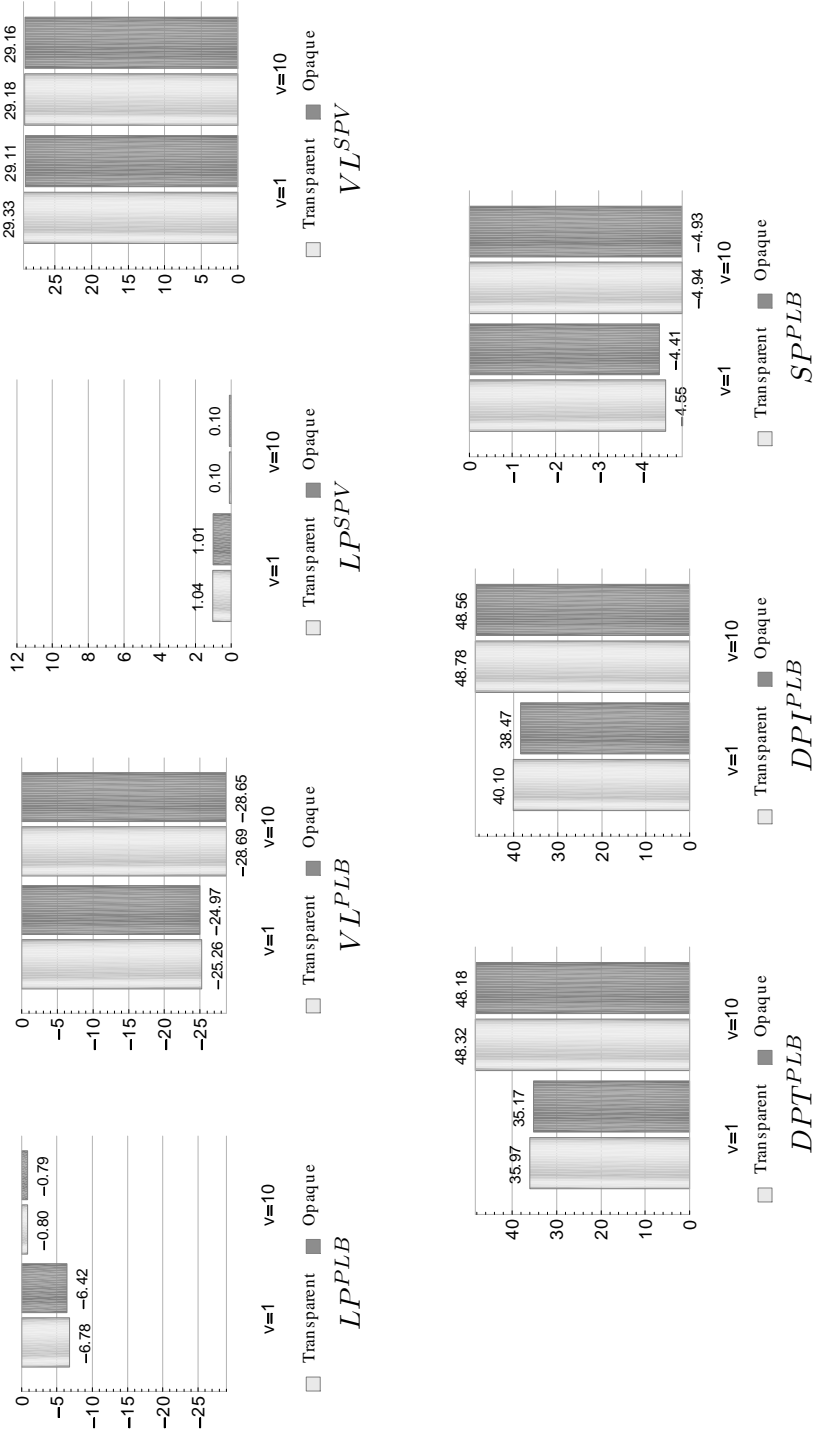 0
−5
−10
−15
−20
−25
−6.78 −6.42
−0.80 −0.79
v=1 v=10
Transparent Opaque
LP^{PLB}
0
−5
−10
−15
−20
−25
−25.26 −24.97
−28.69 −28.65
v=1 v=10
Transparent Opaque
VL^{PLB}
12
10
8
6
4
2
0
1.04 1.01
0.10 0.10
v=1 v=10
Transparent Opaque
LP^{SPV}
29.33 29.11 29.18 29.16
25
20
15
10
5
0
v=1 v=10
Transparent Opaque
VL^{SPV}
48.32 48.18
40
35.97 35.17
30
20
10
0
v=1 v=10
Transparent Opaque
DPT^{PLB}
48.78 48.56
40.10 38.47
40
30
20
10
0
v=1 v=10
Transparent Opaque
DPI^{PLB}
0
−1
−2
−3
−4
−4.55 −4.41
−4.94 −4.93
v=1 v=10
Transparent Opaque
SP^{PLB}